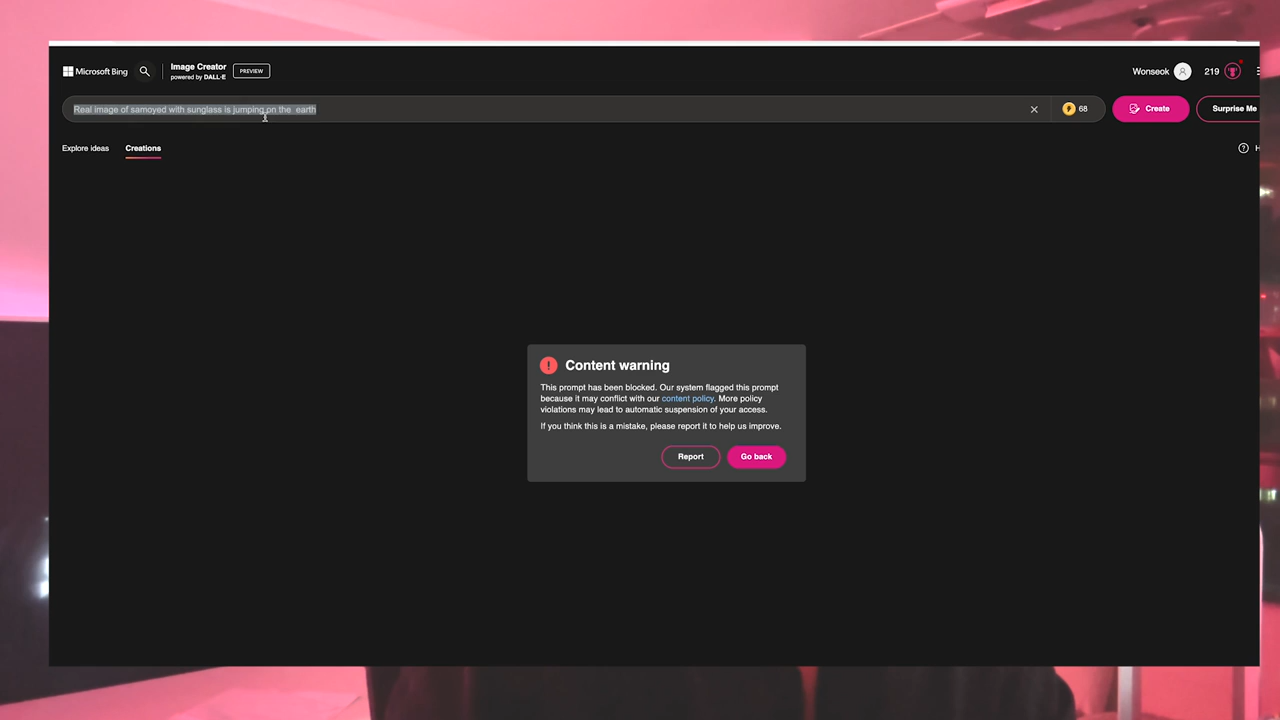 Microsoft Bing
Image Creator
powered by DALL·E
PREVIEW
Wonseok
219
Real image of samoyed with sunglass is jumping on the  earth
68
Create
Surprise Me
Explore ideas
Creations
H
Content warning
This prompt has been blocked. Our system flagged this prompt
because it may conflict with our content policy. More policy
violations may lead to automatic suspension of your access.
If you think this is a mistake, please report it to help us improve.
Report
Go back